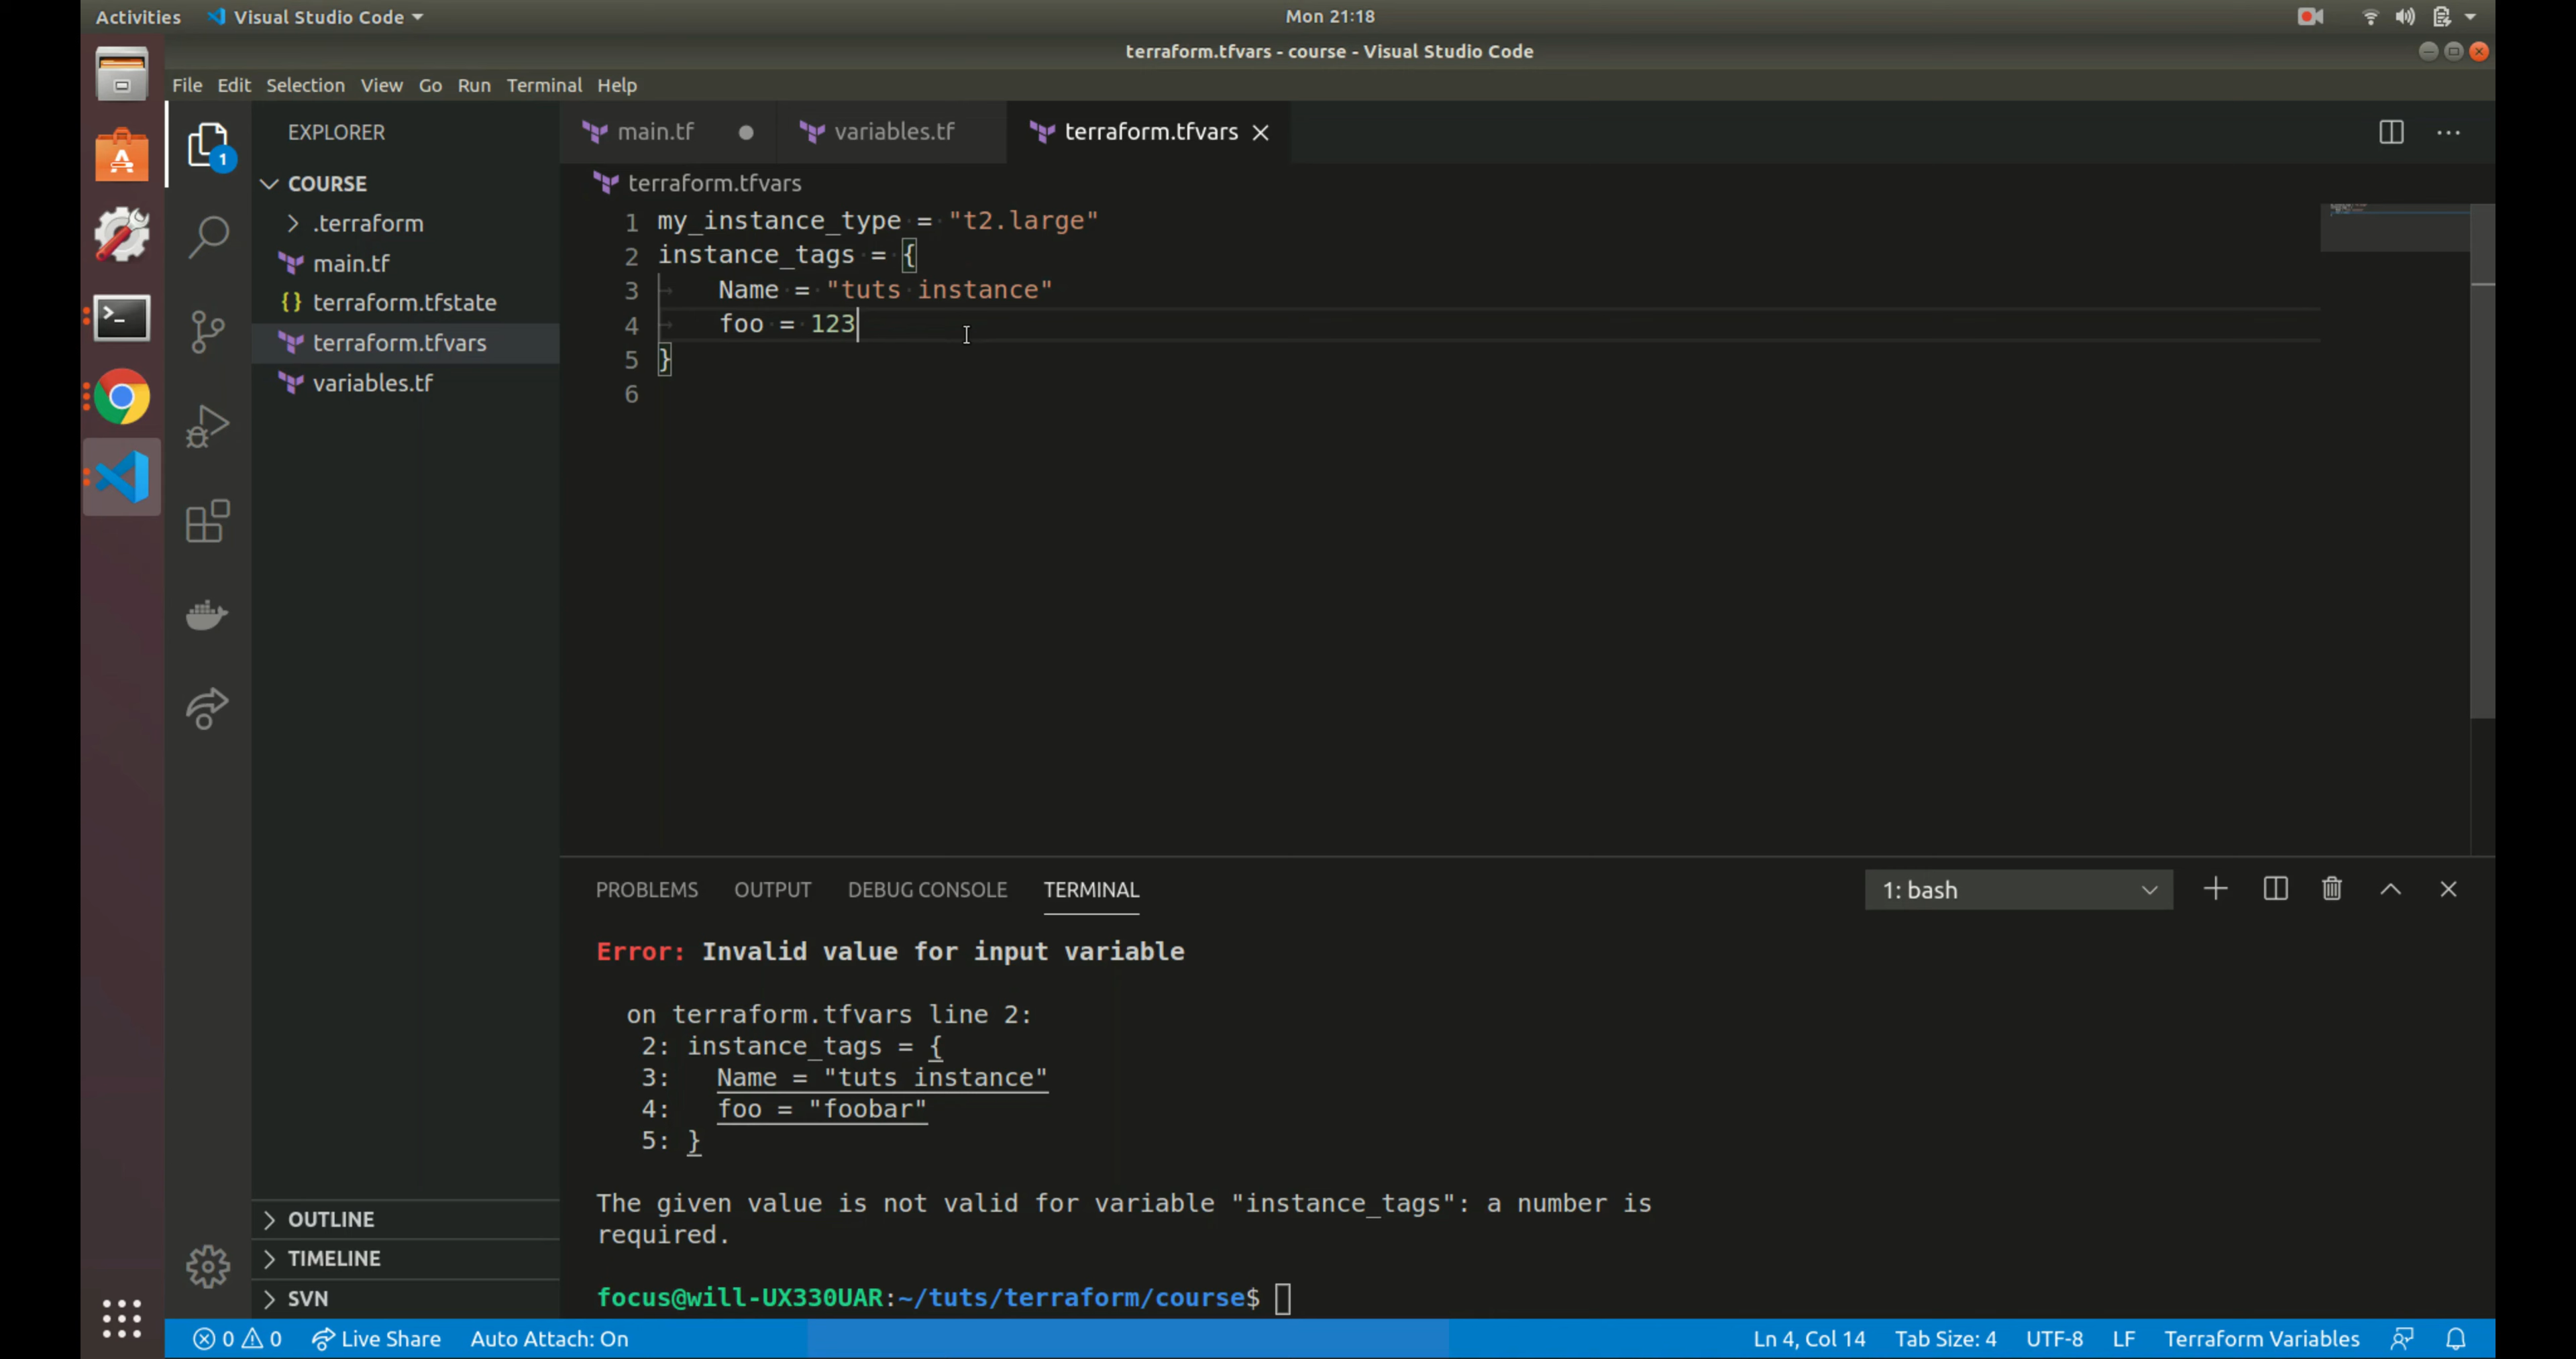 Activities Visual Studio Code Mon 21:18
terraform.tfvars - course - Visual Studio Code
File Edit Selection View Go Run Terminal Help
EXPLORER
COURSE
.terraform
main.tf
terraform.tfstate
terraform.tfvars
variables.tf
OUTLINE
TIMELINE
SVN
1
main.tf variables.tf terraform.tfvars
terraform.tfvars
1 my_instance_type = "t2.large"
2 instance_tags = {
3 Name = "tuts instance"
4 foo = 123
5 }
6
PROBLEMS OUTPUT DEBUG CONSOLE TERMINAL 1: bash
Error: Invalid value for input variable
on terraform.tfvars line 2:
2: instance_tags = {
3: Name = "tuts instance"
4: foo = "foobar"
5: }
The given value is not valid for variable "instance_tags": a number is
required.
focus@will-UX330UAR:~/tuts/terraform/course$
0 0 Live Share Auto Attach: On Ln 4, Col 14 Tab Size: 4 UTF-8 LF Terraform Variables